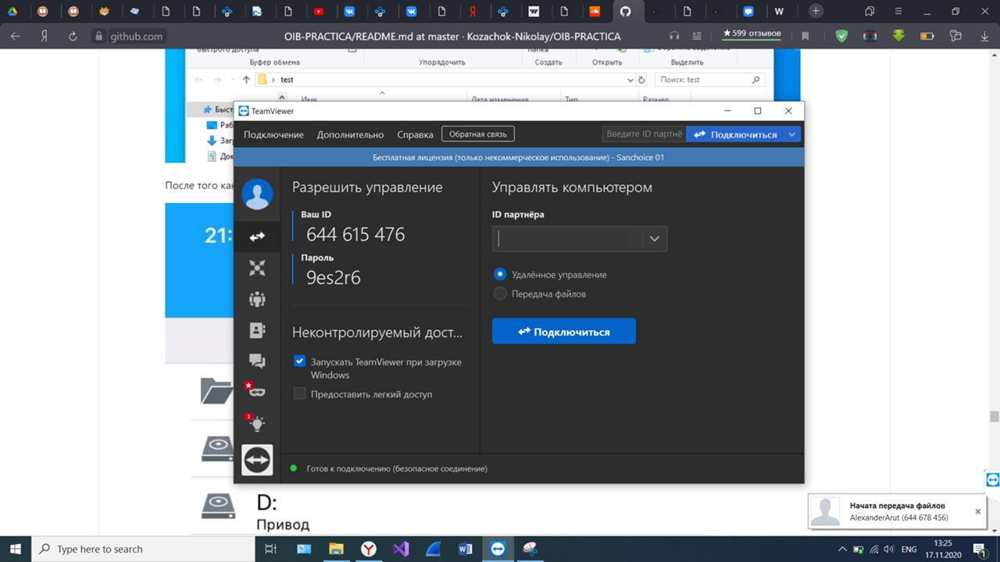 github.com
OIB-PRACTICA/README.md at master · Kozachok-Nikolay/OIB-PRACTICA
★599 отзывов
быстрого доступа
папка
Буфер обмена
Упорядочить
Создать
Открыть
Выделить
test
Поиск: test
Имя
Дата изменения
Тип
Размер
Быст
Раб
Заг
Док
После того как
21:
TeamViewer
Подключение
Дополнительно
Справка
Обратная связь
Введите ID партнё
Подключиться
Бесплатная лицензия (только некоммерческое использование) - Sanchoice 01
Разрешить управление
Ваш ID
644 615 476
Пароль
9es2r6
Неконтролируемый дост...
Запускать TeamViewer при загрузке
Windows
Предоставить легкий доступ
Управлять компьютером
ID партнёра
Удалённое управление
Передача файлов
Подключиться
3
Готов к подключению (безопасное соединение)
D:
Привод
Начата передача файлов
AlexanderArut (644 678 456)
Type here to search
ENG
13:25
17.11.2020
1